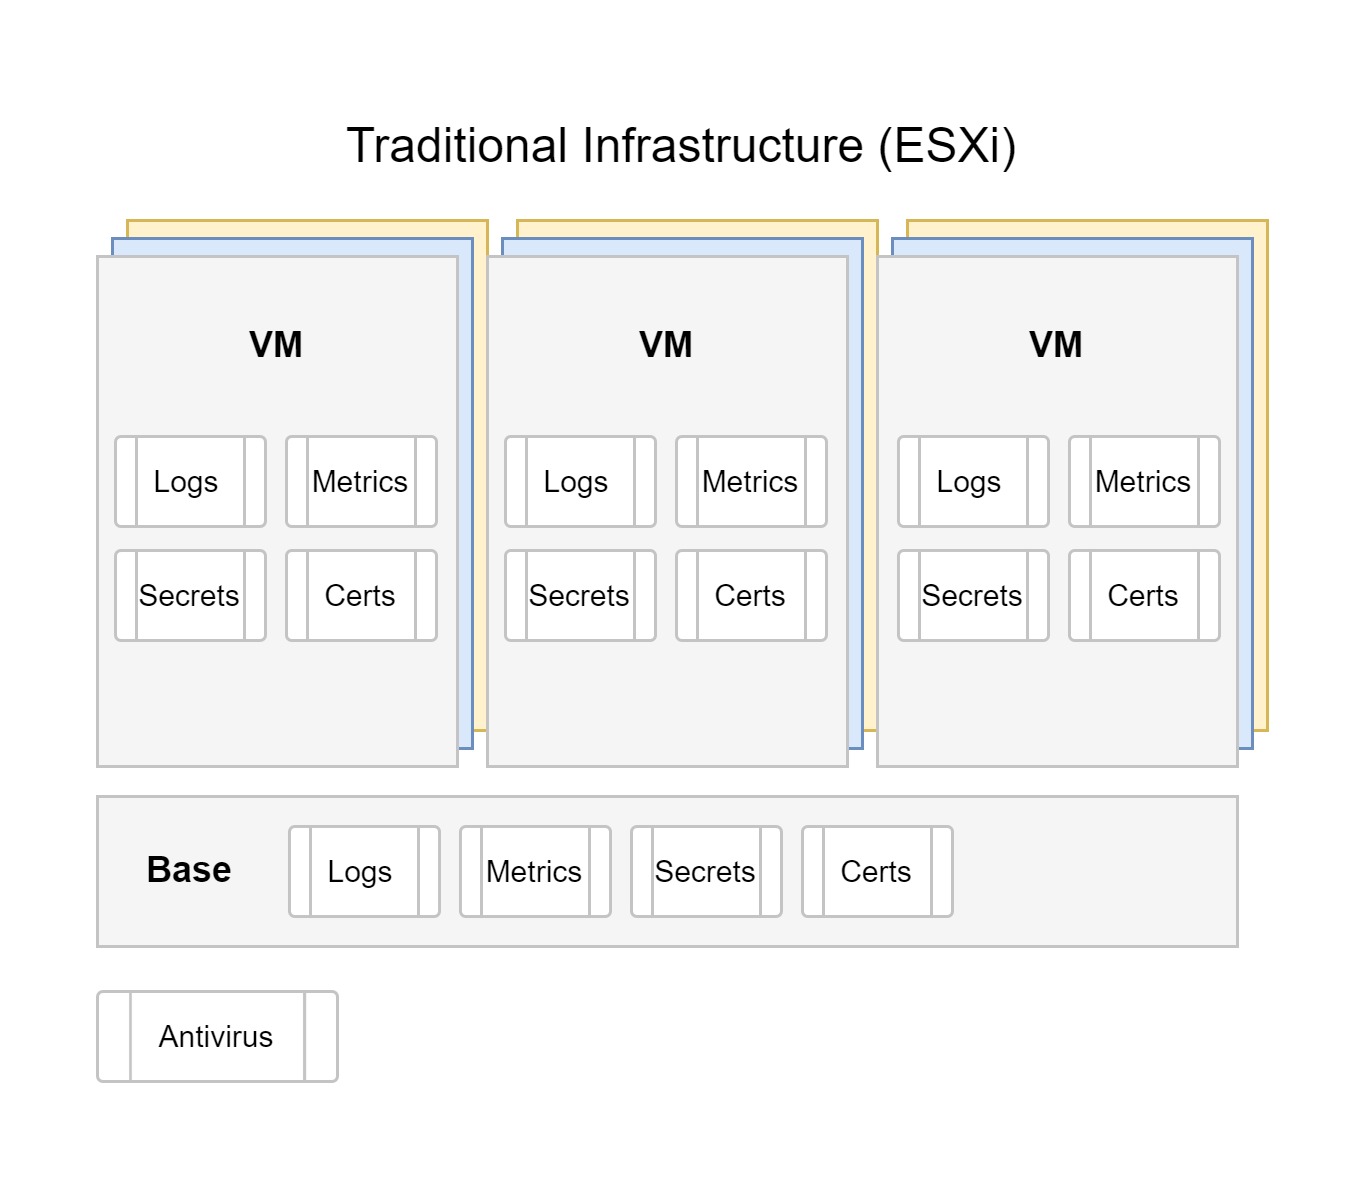 Traditional Infrastructure (ESXi)
VM
Logs
Metrics
Secrets
Certs
VM
Logs
Metrics
Secrets
Certs
VM
Logs
Metrics
Secrets
Certs
Base
Logs
Metrics
Secrets
Certs
Antivirus